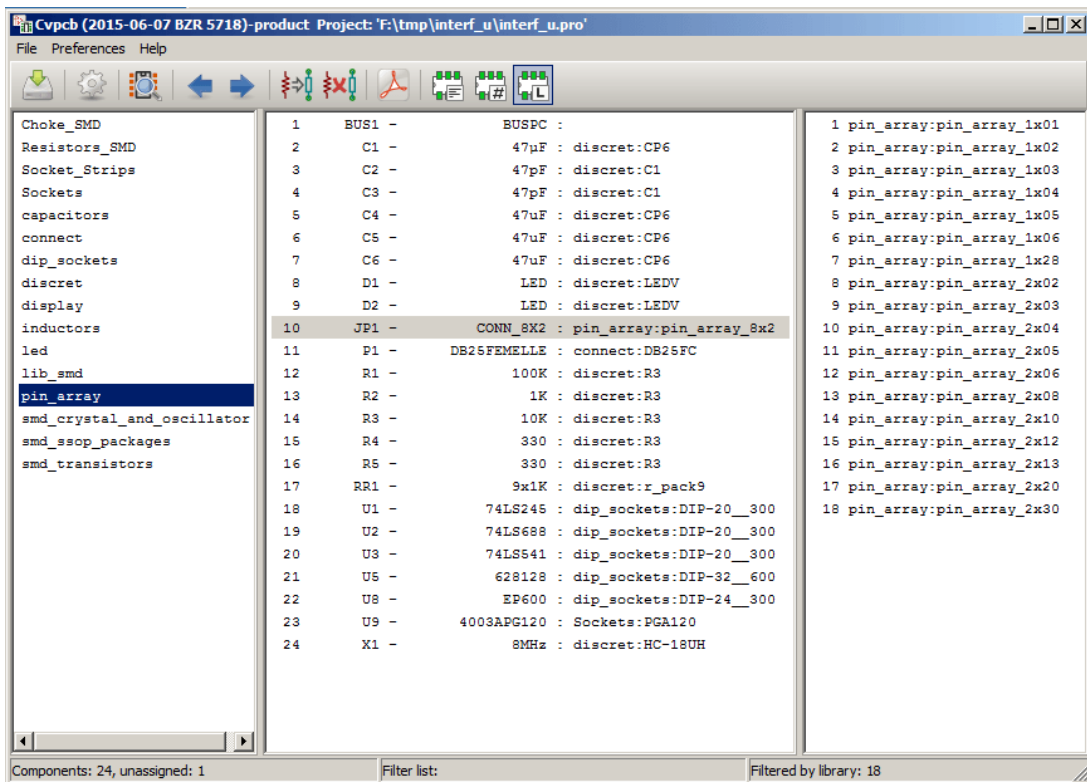 Cvpcb (2015-06-07 BZR 5718)-product Project: 'F:\tmp\interf_u\interf_u.pro'
File Preferences Help
#
L
Choke_SMD
Resistors_SMD
Socket_Strips
Sockets
capacitors
connect
dip_sockets
discret
display
inductors
led
lib_smd
pin_array
smd_crystal_and_oscillator
smd_ssop_packages
smd_transistors
1 BUS1 - BUSPC :
2 C1 - 47µF : discret:CP6
3 C2 - 47pF : discret:C1
4 C3 - 47pF : discret:C1
5 C4 - 47uF : discret:CP6
6 C5 - 47uF : discret:CP6
7 C6 - 47uF : discret:CP6
8 D1 - LED : discret:LEDV
9 D2 - LED : discret:LEDV
10 JP1 - CONN_8X2 : pin_array:pin_array_8x2
11 P1 - DB25FEMELLE : connect:DB25FC
12 R1 - 100K : discret:R3
13 R2 - 1K : discret:R3
14 R3 - 10K : discret:R3
15 R4 - 330 : discret:R3
16 R5 - 330 : discret:R3
17 RR1 - 9x1K : discret:r_pack9
18 U1 - 74LS245 : dip_sockets:DIP-20__300
19 U2 - 74LS688 : dip_sockets:DIP-20__300
20 U3 - 74LS541 : dip_sockets:DIP-20__300
21 U5 - 628128 : dip_sockets:DIP-32__600
22 U8 - EP600 : dip_sockets:DIP-24__300
23 U9 - 4003APG120 : Sockets:PGA120
24 X1 - 8MHz : discret:HC-18UH
1 pin_array:pin_array_1x01
2 pin_array:pin_array_1x02
3 pin_array:pin_array_1x03
4 pin_array:pin_array_1x04
5 pin_array:pin_array_1x05
6 pin_array:pin_array_1x06
7 pin_array:pin_array_1x28
8 pin_array:pin_array_2x02
9 pin_array:pin_array_2x03
10 pin_array:pin_array_2x04
11 pin_array:pin_array_2x05
12 pin_array:pin_array_2x06
13 pin_array:pin_array_2x08
14 pin_array:pin_array_2x10
15 pin_array:pin_array_2x12
16 pin_array:pin_array_2x13
17 pin_array:pin_array_2x20
18 pin_array:pin_array_2x30
Components: 24, unassigned: 1
Filter list:
Filtered by library: 18